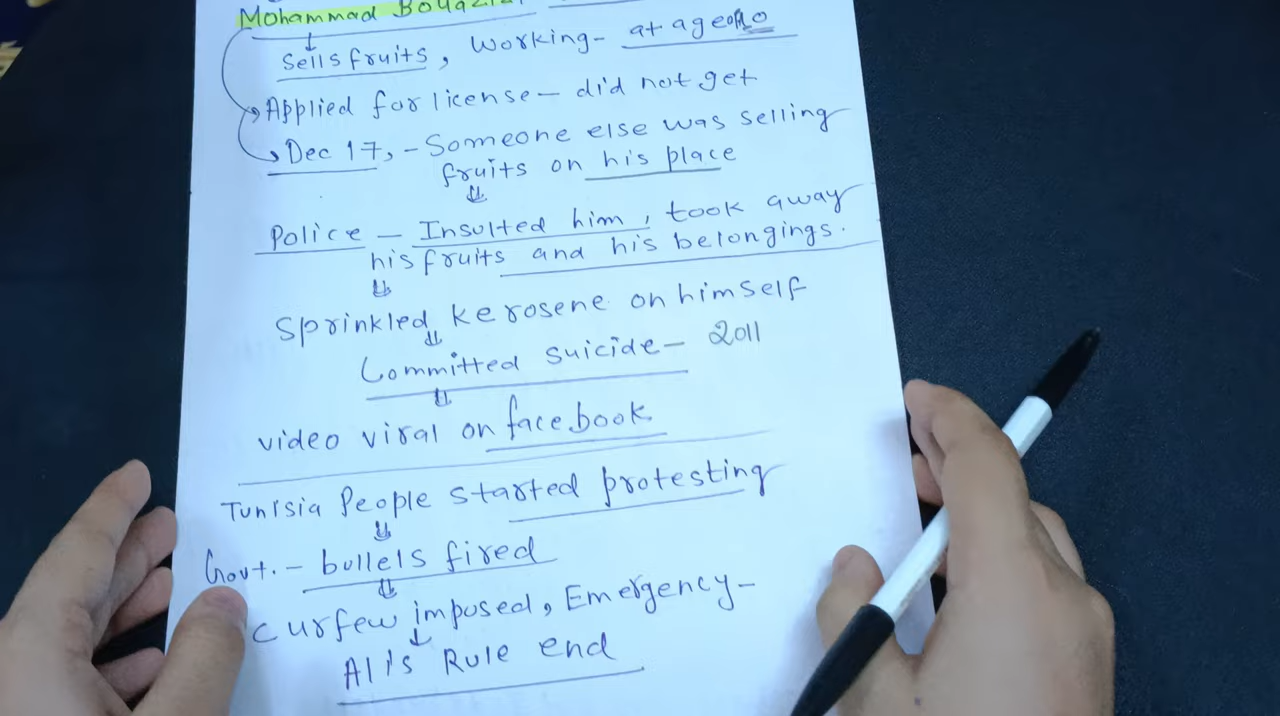 Mohammad Bouazizi
Sells fruits, Working - at age of 10
Applied for license - did not get
Dec 17, - Someone else was selling
fruits on his place
Police - Insulted him, took away
his fruits and his belongings.
Sprinkled kerosene on himself
Committed suicide - 2011
video viral on facebook
Tunisia People started protesting
Govt. - bullets fired
curfew imposed, Emergency -
Ali's Rule end